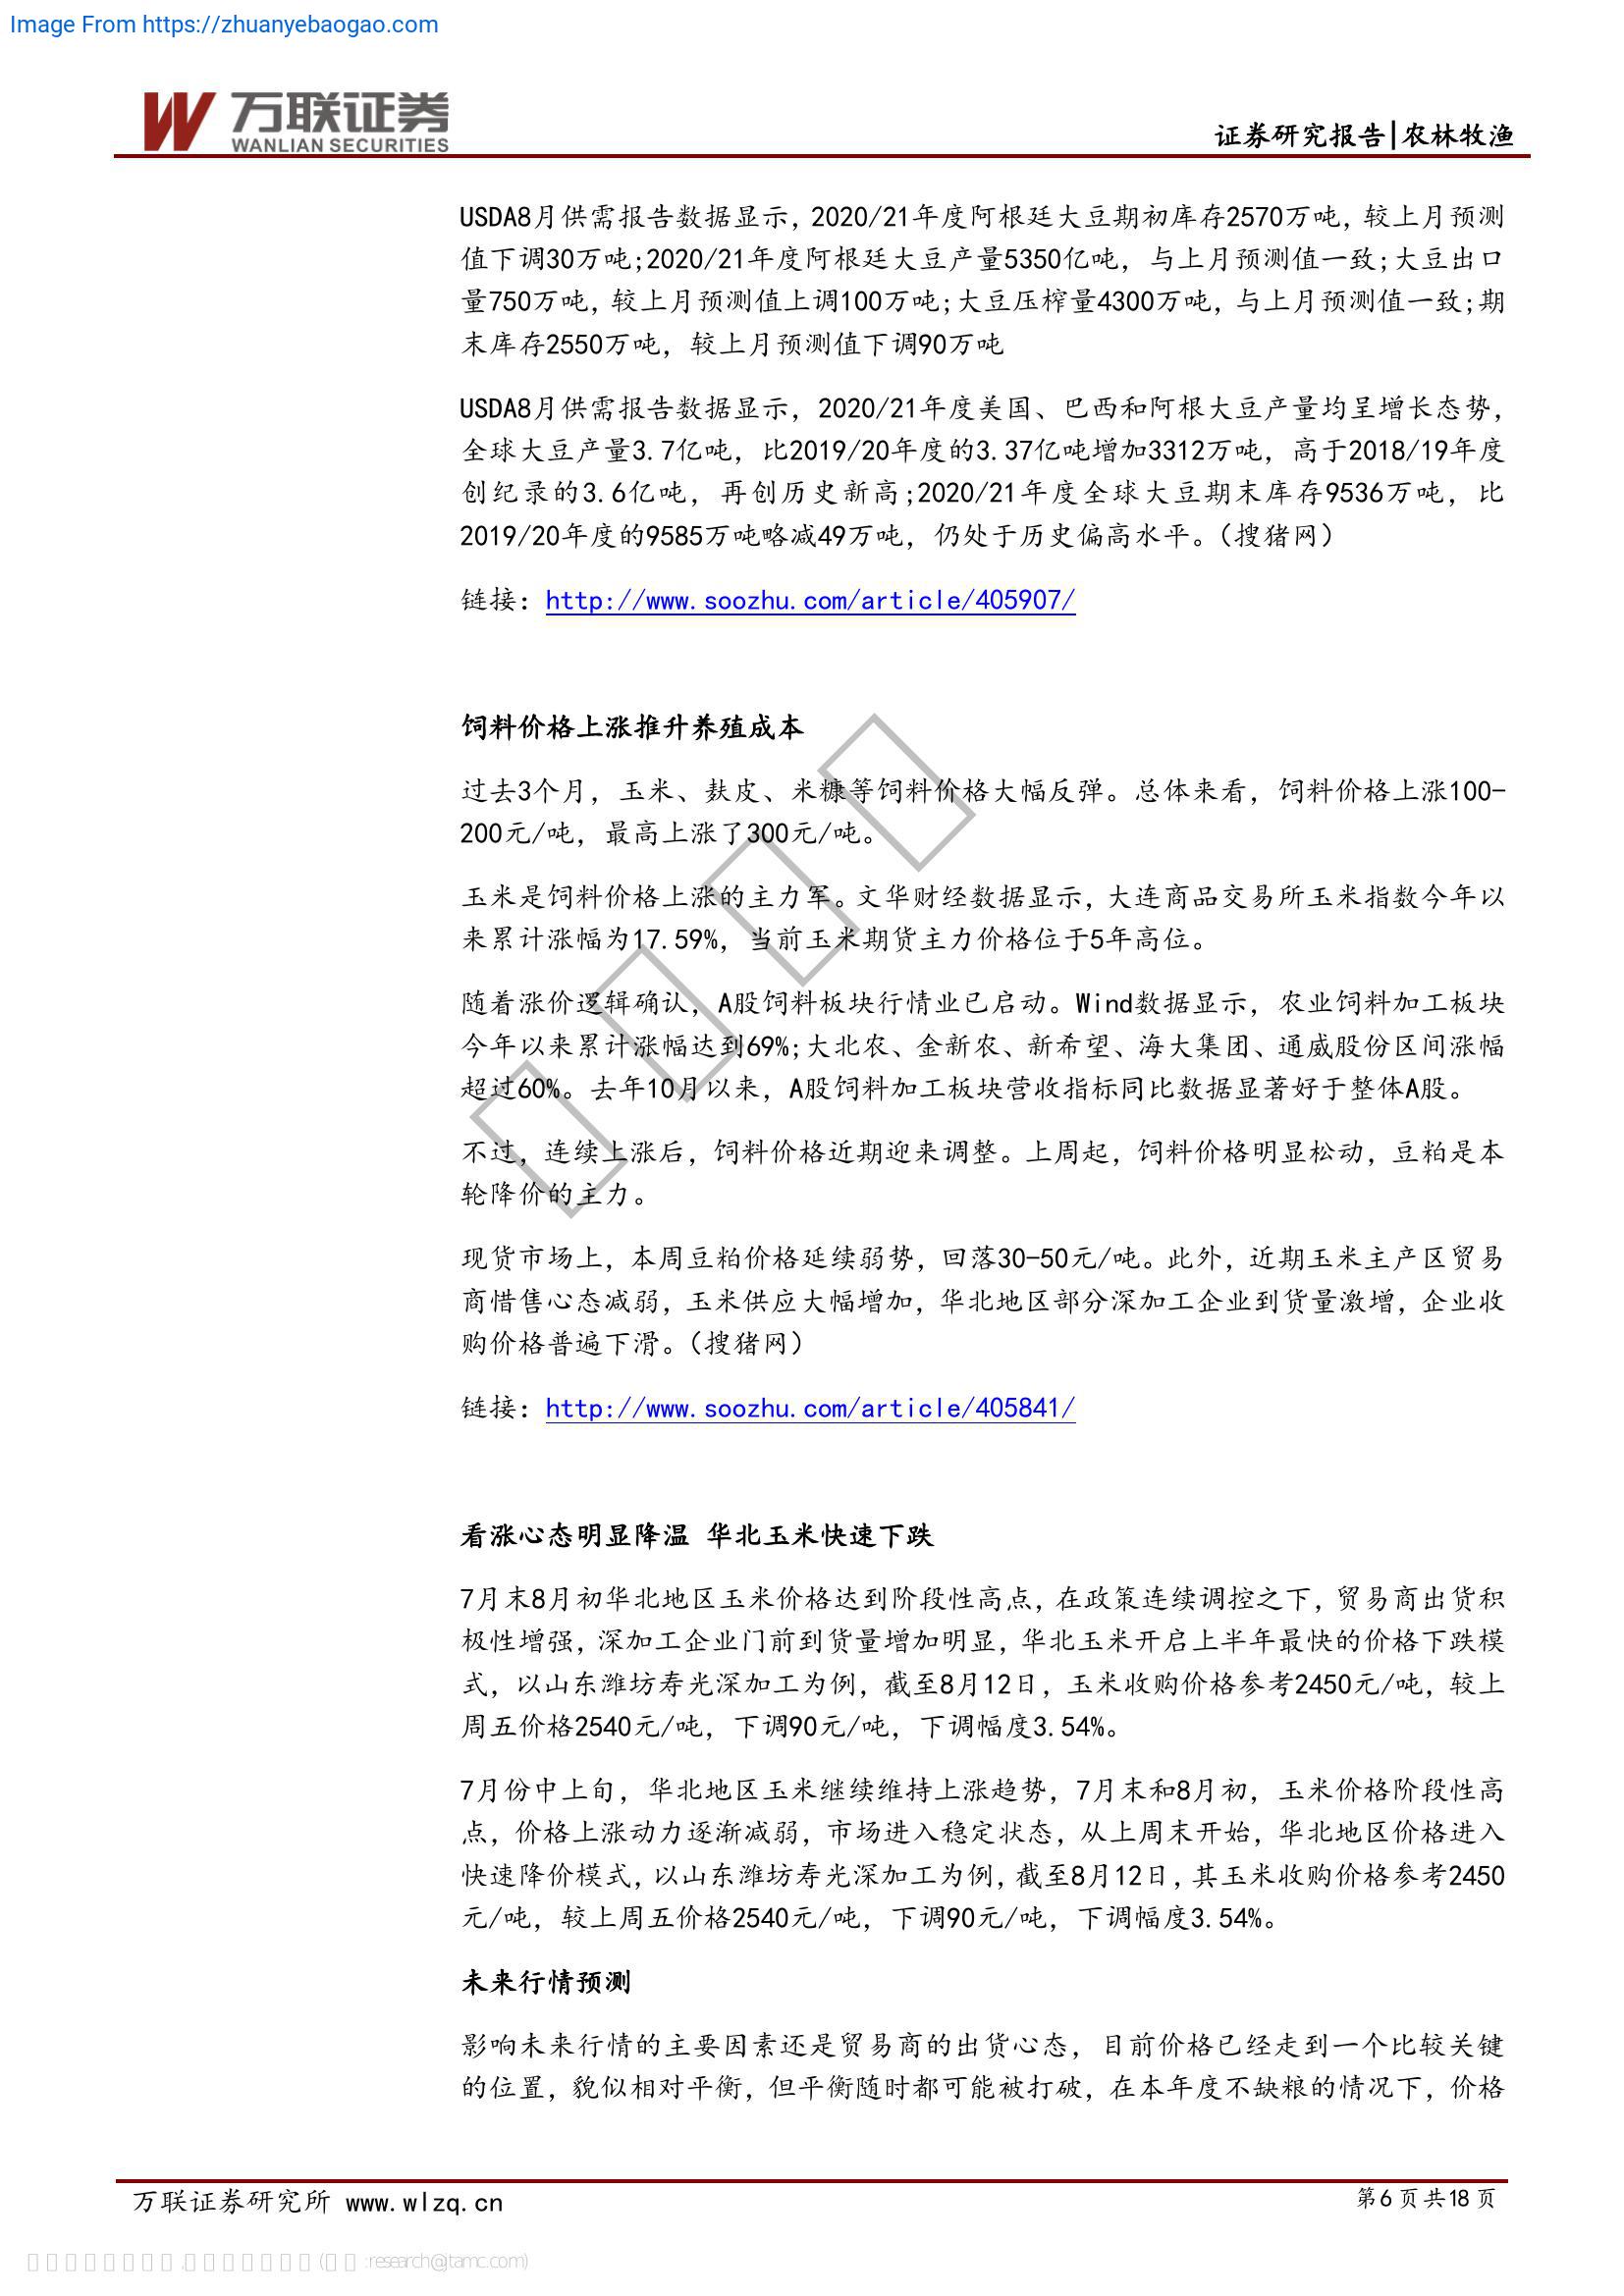 Image From https://zhuanyebaogao.com
万联证券
WANLIAN SECURITIES
证券研究报告|农林牧渔
USDA8月供需报告数据显示，2020/21年度阿根廷大豆期初库存2570万吨，较上月预测
值下调30万吨;2020/21年度阿根廷大豆产量5350亿吨，与上月预测值一致;大豆出口
量750万吨，较上月预测值上调100万吨;大豆压榨量4300万吨，与上月预测值一致;期
末库存2550万吨，较上月预测值下调90万吨
USDA8月供需报告数据显示，2020/21年度美国、巴西和阿根大豆产量均呈增长态势，
全球大豆产量3.7亿吨，比2019/20年度的3.37亿吨增加3312万吨，高于2018/19年度
创纪录的3.6亿吨，再创历史新高;2020/21年度全球大豆期末库存9536万吨，比
2019/20年度的9585万吨略减49万吨，仍处于历史偏高水平。（搜猪网）
链接：http://www.soozhu.com/article/405907/
饲料价格上涨推升养殖成本
过去3个月，玉米、麸皮、米糠等饲料价格大幅反弹。总体来看，饲料价格上涨100-
200元/吨，最高上涨了300元/吨。
玉米是饲料价格上涨的主力军。文华财经数据显示，大连商品交易所玉米指数今年以
来累计涨幅为17.59%，当前玉米期货主力价格位于5年高位。
随着涨价逻辑确认，A股饲料板块行情业已启动。Wind数据显示，农业饲料加工板块
今年以来累计涨幅达到69%;大北农、金新农、新希望、海大集团、通威股份区间涨幅
超过60%。去年10月以来，A股饲料加工板块营收指标同比数据显著好于整体A股。
不过，连续上涨后，饲料价格近期迎来调整。上周起，饲料价格明显松动，豆粕是本
轮降价的主力。
现货市场上，本周豆粕价格延续弱势，回落30-50元/吨。此外，近期玉米主产区贸易
商惜售心态减弱，玉米供应大幅增加，华北地区部分深加工企业到货量激增，企业收
购价格普遍下滑。（搜猪网）
链接：http://www.soozhu.com/article/405841/
看涨心态明显降温 华北玉米快速下跌
7月末8月初华北地区玉米价格达到阶段性高点，在政策连续调控之下，贸易商出货积
极性增强，深加工企业门前到货量增加明显，华北玉米开启上半年最快的价格下跌模
式，以山东潍坊寿光深加工为例，截至8月12日，玉米收购价格参考2450元/吨，较上
周五价格2540元/吨，下调90元/吨，下调幅度3.54%。
7月份中上旬，华北地区玉米继续维持上涨趋势，7月末和8月初，玉米价格阶段性高
点，价格上涨动力逐渐减弱，市场进入稳定状态，从上周末开始，华北地区价格进入
快速降价模式，以山东潍坊寿光深加工为例，截至8月12日，其玉米收购价格参考2450
元/吨，较上周五价格2540元/吨，下调90元/吨，下调幅度3.54%。
未来行情预测
影响未来行情的主要因素还是贸易商的出货心态，目前价格已经走到一个比较关键
的位置，貌似相对平衡，但平衡随时都可能被打破，在本年度不缺粮的情况下，价格
万联证券研究所 www.wlzq.cn
第6页共18页
research@jtamc.com)